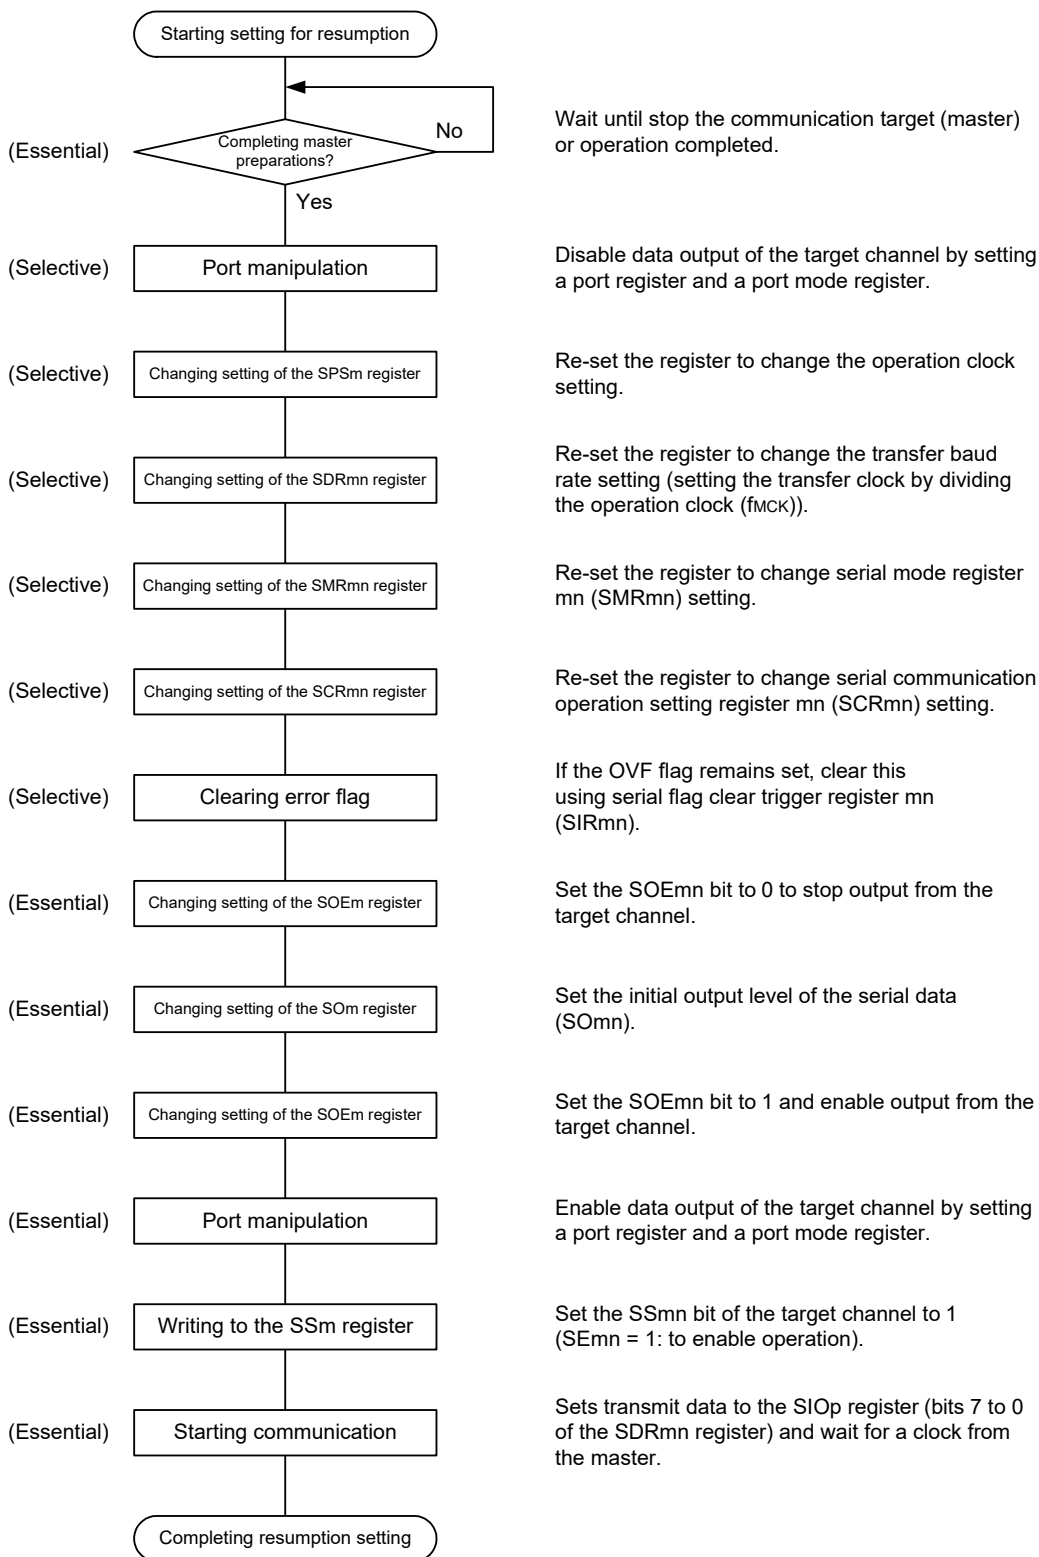 Starting setting for resumption
(Essential)
Completing master
preparations?
No
Yes
Wait until stop the communication target (master)
or operation completed.
(Selective)
Port manipulation
Disable data output of the target channel by setting
a port register and a port mode register.
(Selective)
Changing setting of the SPSm register
Re-set the register to change the operation clock
setting.
(Selective)
Changing setting of the SDRmn register
Re-set the register to change the transfer baud
rate setting (setting the transfer clock by dividing
the operation clock (fMCK)).
(Selective)
Changing setting of the SMRmn register
Re-set the register to change serial mode register
mn (SMRmn) setting.
(Selective)
Changing setting of the SCRmn register
Re-set the register to change serial communication
operation setting register mn (SCRmn) setting.
(Selective)
Clearing error flag
If the OVF flag remains set, clear this
using serial flag clear trigger register mn
(SIRmn).
(Essential)
Changing setting of the SOEm register
Set the SOEmn bit to 0 to stop output from the
target channel.
(Essential)
Changing setting of the SOm register
Set the initial output level of the serial data
(SOmn).
(Essential)
Changing setting of the SOEm register
Set the SOEmn bit to 1 and enable output from the
target channel.
(Essential)
Port manipulation
Enable data output of the target channel by setting
a port register and a port mode register.
(Essential)
Writing to the SSm register
Set the SSmn bit of the target channel to 1
(SEmn = 1: to enable operation).
(Essential)
Starting communication
Sets transmit data to the SIOp register (bits 7 to 0
of the SDRmn register) and wait for a clock from
the master.
Completing resumption setting